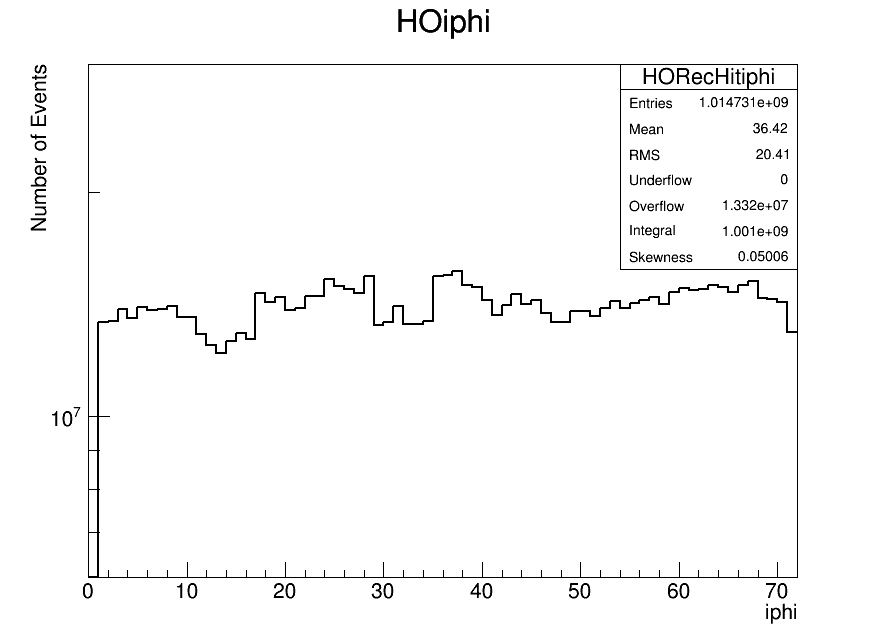 HOiphi
Number of Events
HORecHitiphi
Entries 1.014731e+09
Mean 36.42
RMS 20.41
Underflow 0
Overflow 1.332e+07
Integral 1.001e+09
Skewness 0.05006
10⁷
0 10 20 30 40 50 60 70
iphi